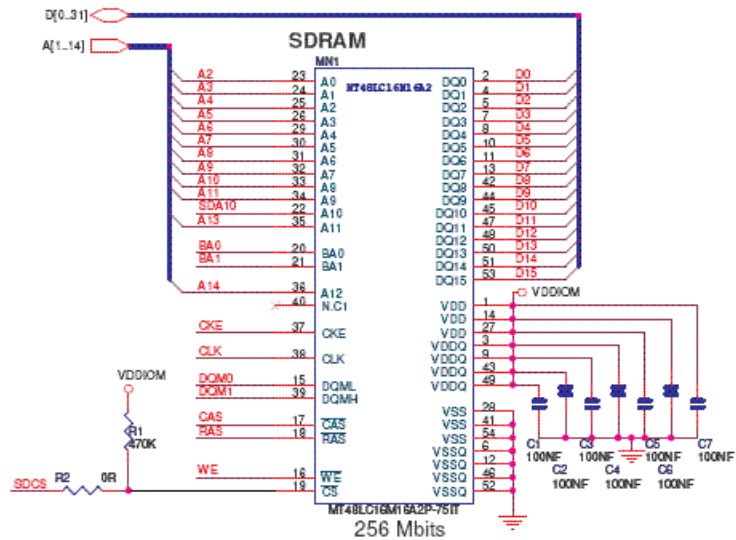 D[0..31]
A[1..14]
SDRAM
MN1
MT48LC16M16A2
A2 23 A0 DQ0 2 D0
A3 24 A1 DQ1 4 D1
A4 25 A2 DQ2 5 D2
A5 26 A3 DQ3 7 D3
A6 29 A4 DQ4 8 D4
A7 30 A5 DQ5 10 D5
A8 31 A6 DQ6 11 D6
A9 32 A7 DQ7 13 D7
A10 33 A8 DQ8 42 D8
A11 34 A9 DQ9 44 D9
SDA10 22 A10 DQ10 45 D10
A13 35 A11 DQ11 47 D11
DQ12 48 D12
BA0 20 BA0 DQ13 50 D13
BA1 21 BA1 DQ14 51 D14
DQ15 53 D15
A14 36 A12
VDDIOM
40 N.C1 VDD 1
VDD 14
CKE 37 CKE VDD 27
VDDQ 3
CLK 38 CLK VDDQ 9
VDDQ 43
VDDIOM
DQM0 15 DQML VDDQ 49
DQM1 39 DQMH
VSS 28
CAS 17 CAS VSS 41
RAS 18 RAS VSS 54
R1
470K
VSSQ 6
VSSQ 12
WE 16 WE VSSQ 46
SDCS R2 0R 19 CS VSSQ 52
C1 C3 C5 C7
100NF 100NF 100NF 100NF
C2 C4 C6
100NF 100NF 100NF
MT48LC16M16A2P-75IT
256 Mbits